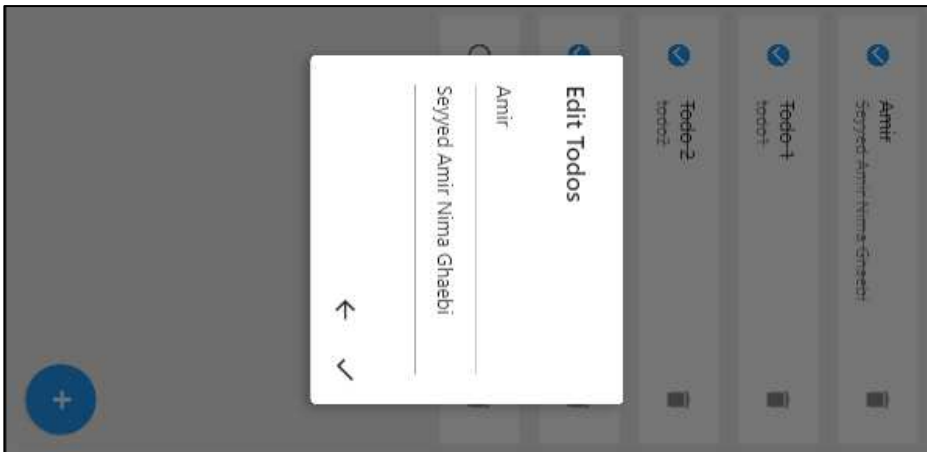 Amir
Seyyed Amir Nima Ghaebi
Todo 1
todo1
Todo 2
todo2
Edit Todos
Amir
Seyyed Amir Nima Ghaebi